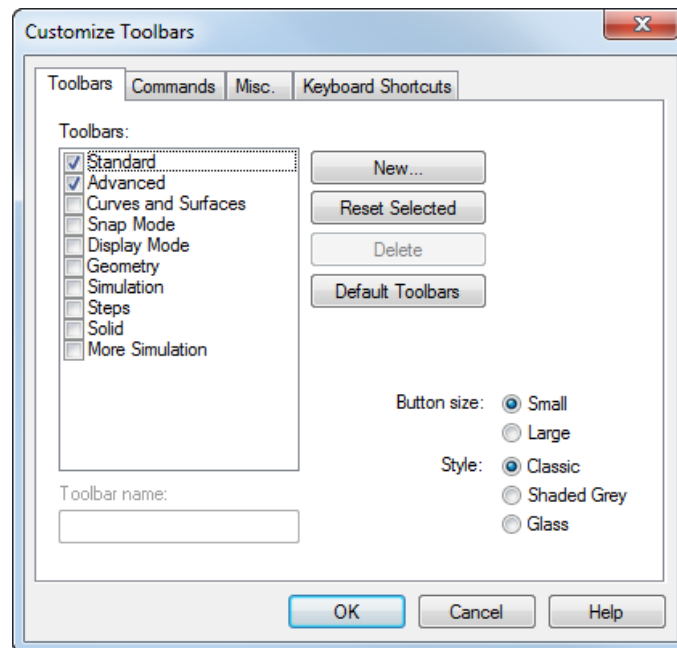 Customize Toolbars
Toolbars
Commands
Misc.
Keyboard Shortcuts
Toolbars:
Standard
Advanced
Curves and Surfaces
Snap Mode
Display Mode
Geometry
Simulation
Steps
Solid
More Simulation
New...
Reset Selected
Delete
Default Toolbars
Button size:
Small
Large
Style:
Classic
Shaded Grey
Glass
Toolbar name:
OK
Cancel
Help